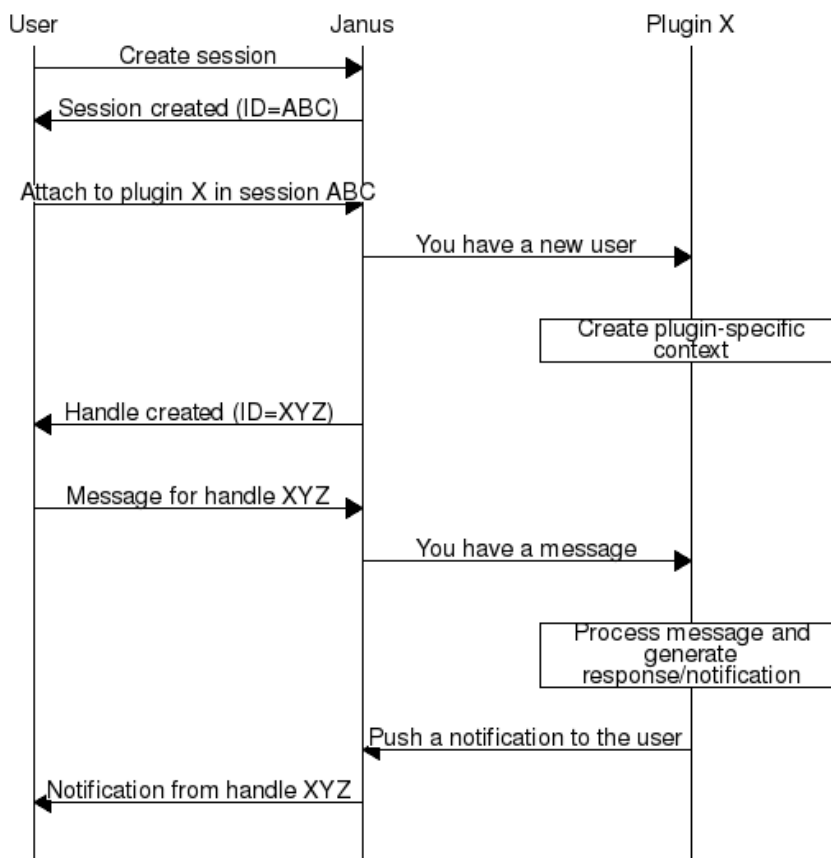 User Janus Plugin X
Create session
Session created (ID=ABC)
Attach to plugin X in session ABC
You have a new user
Create plugin-specific
context
Handle created (ID=XYZ)
Message for handle XYZ
You have a message
Process message and
generate
response/notification
Push a notification to the user
Notification from handle XYZ